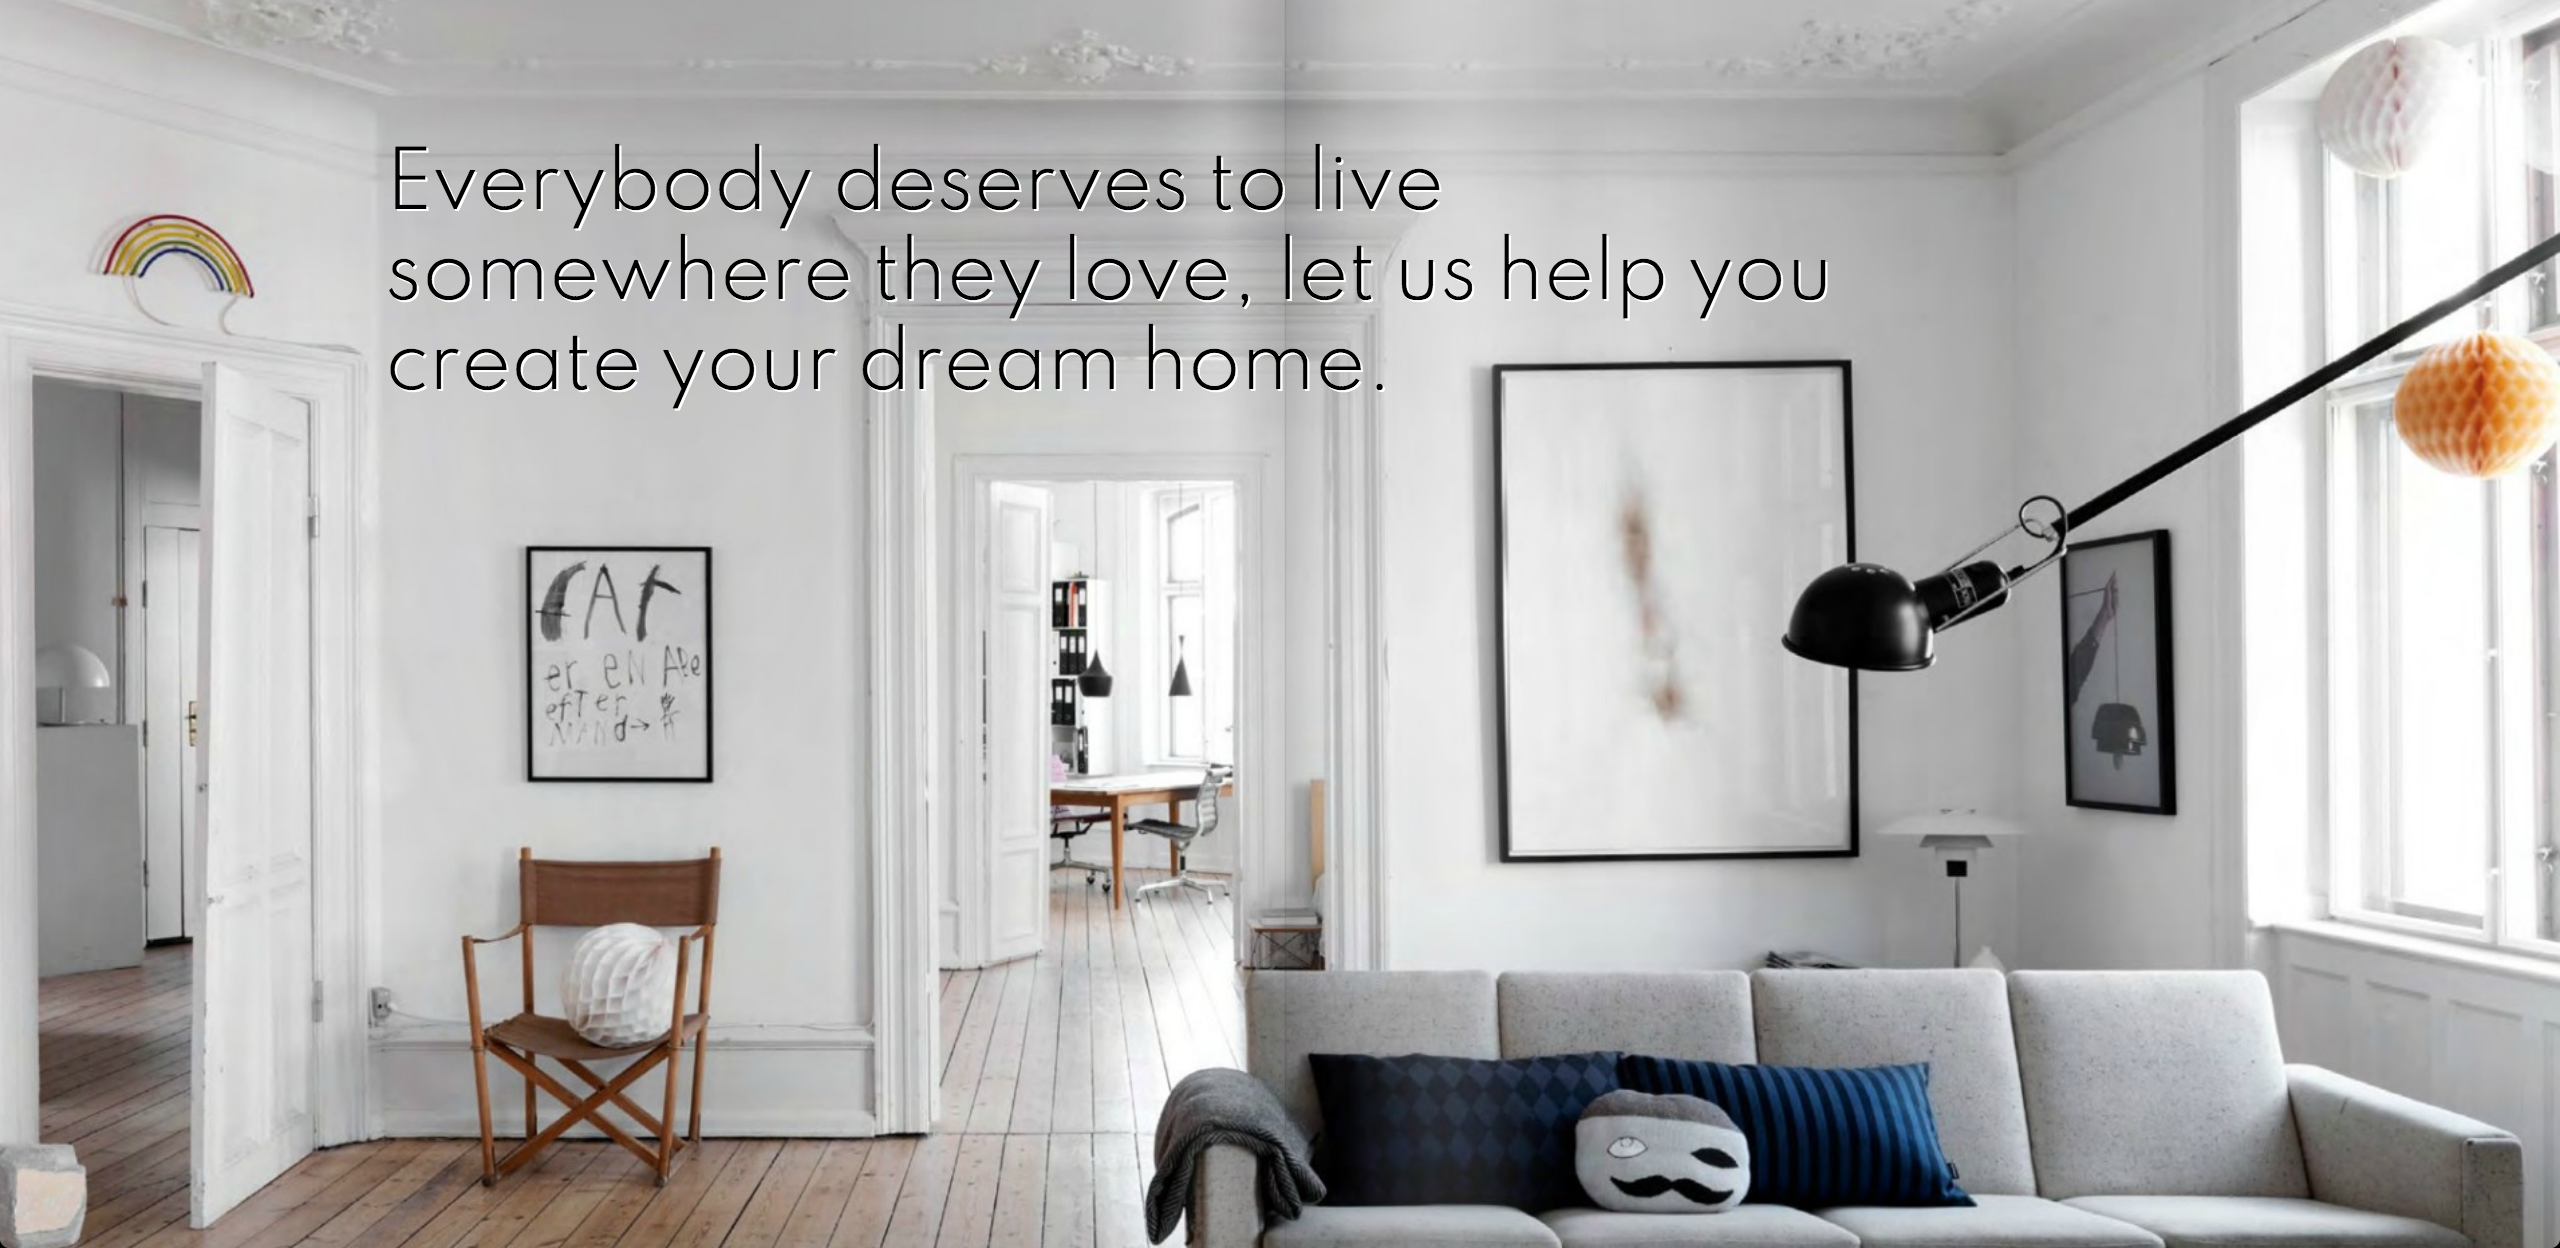 Everybody deserves to live
somewhere they love, let us help you
create your dream home.
er eN ABe
efTer
MANd→